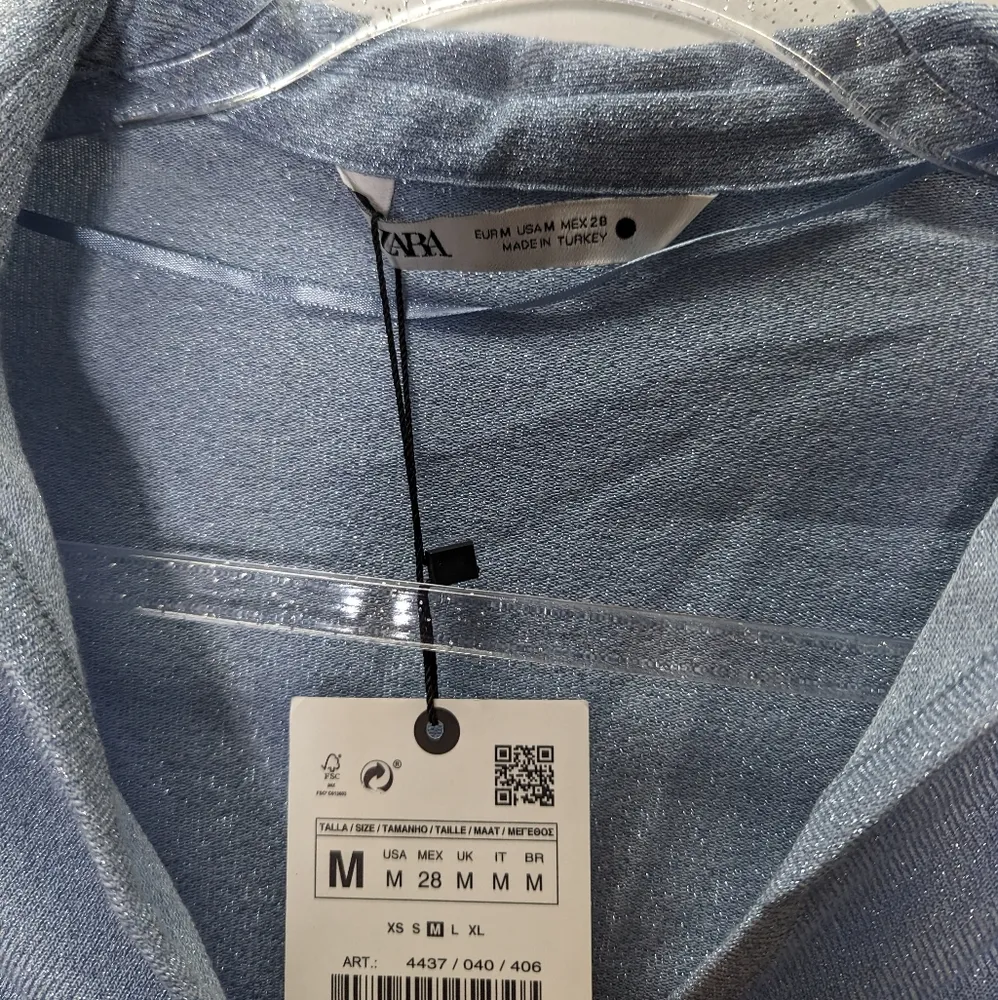 ZARA
EUR M USA M MEX 28
MADE IN TURKEY
FSC
TALLA / SIZE / TAMANHO / TAILLE / MAAT / ΜΕΓΕΘΟΣ
M
USA MEX UK IT BR
M 28 M M M
XS S M L XL
ART.: 4437 / 040 / 406